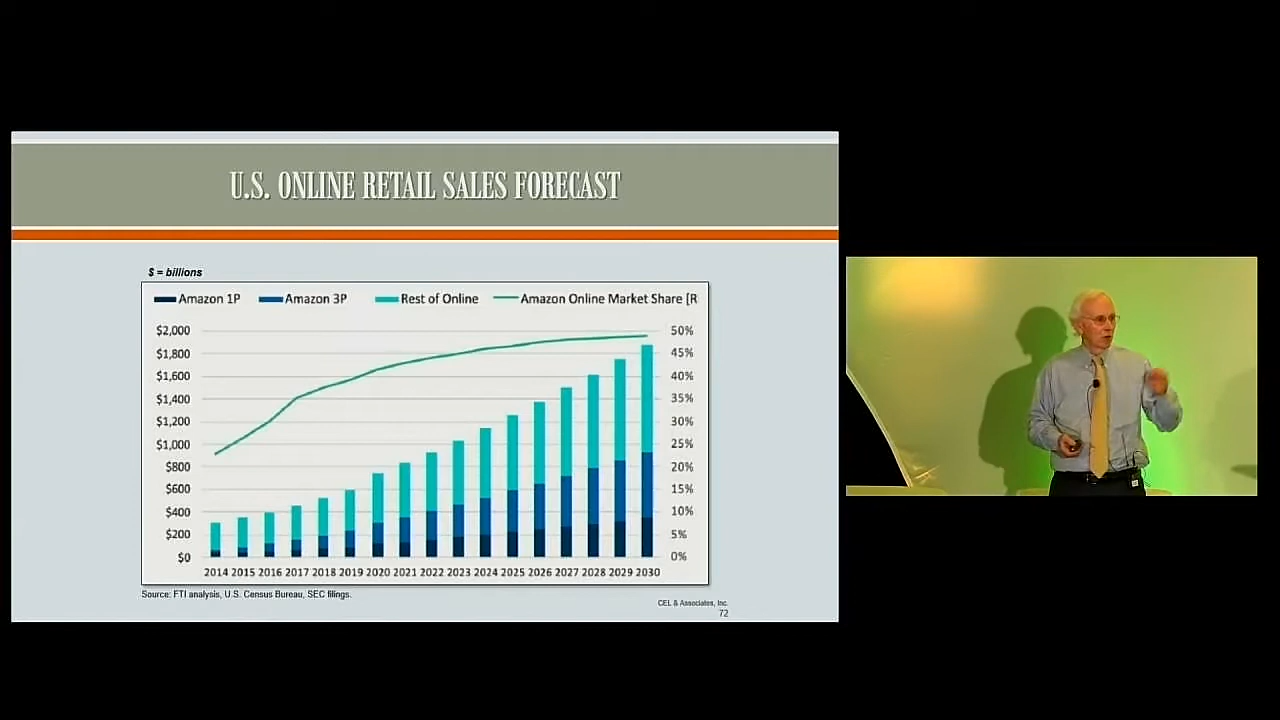 U.S. ONLINE RETAIL SALES FORECAST
$ = billions
Amazon 1P Amazon 3P Rest of Online Amazon Online Market Share [R
$2,000 50%
$1,800 45%
$1,600 40%
$1,400 35%
$1,200 30%
$1,000 25%
$800 20%
$600 15%
$400 10%
$200 5%
$0 0%
2014 2015 2016 2017 2018 2019 2020 2021 2022 2023 2024 2025 2026 2027 2028 2029 2030
Source: FTI analysis, U.S. Census Bureau, SEC filings.
CEL & Associates, Inc.
72